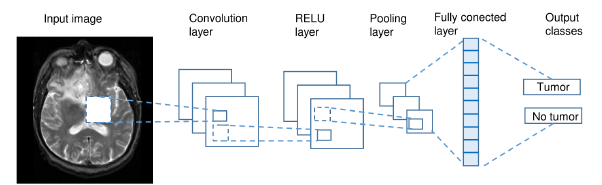 Input image
Convolution
layer
RELU
layer
Pooling
layer
Fully conected
layer
Output
classes
Tumor
No tumor